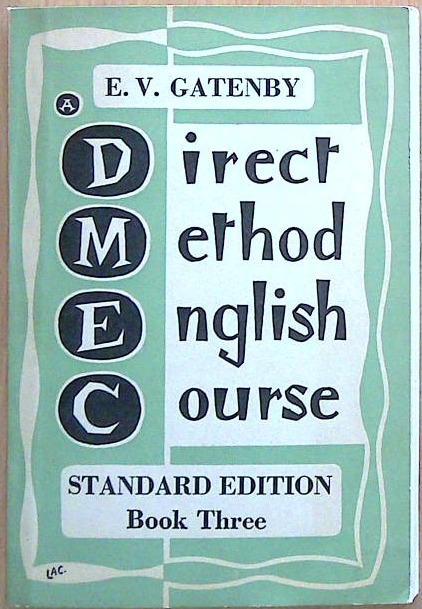 E. V. GATENBY
A
Direct
Method
English
Course
STANDARD EDITION
Book Three
LAC.